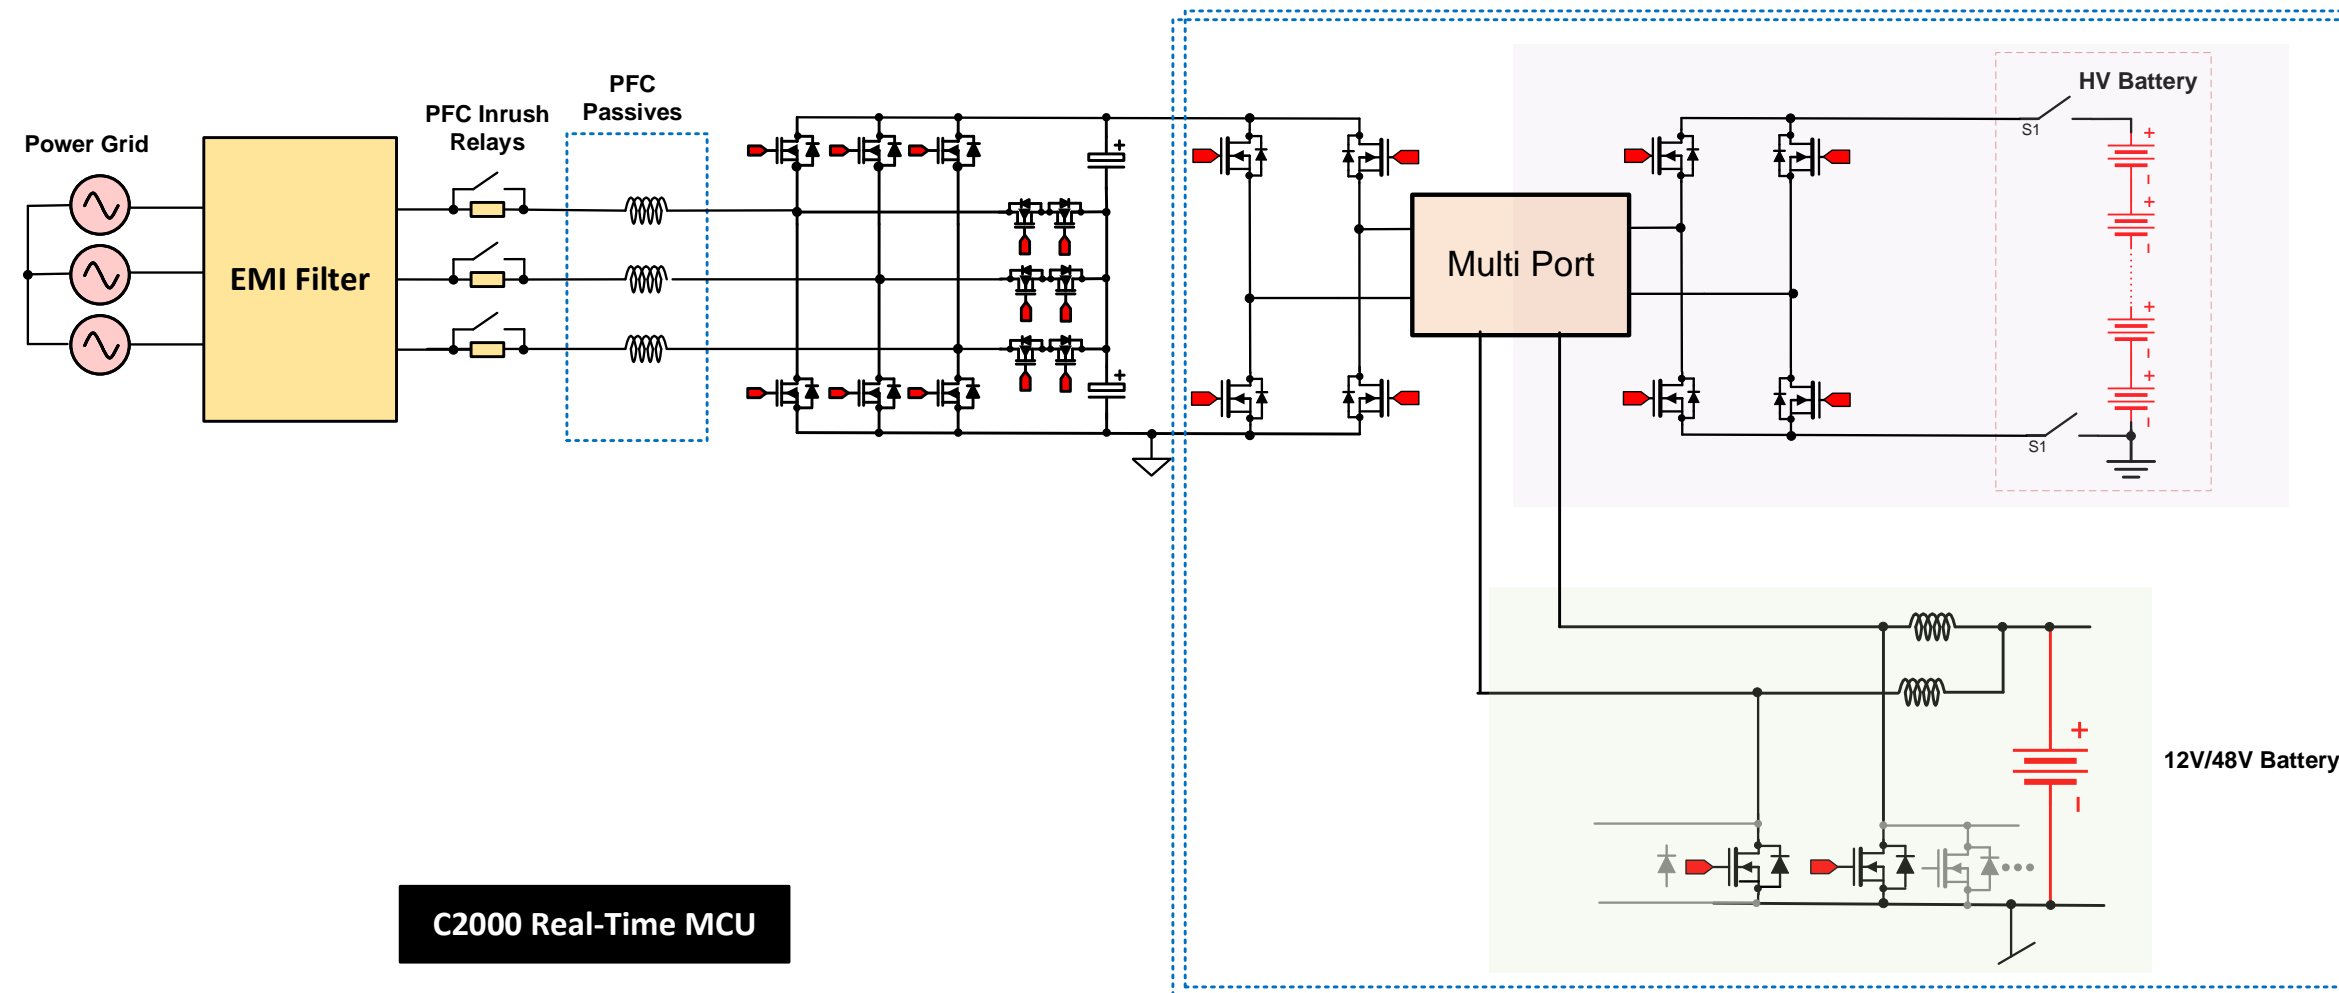 PFC
Passives
PFC Inrush
Relays
Power Grid
EMI Filter
HV Battery
S1
S1
Multi Port
12V/48V Battery
C2000 Real-Time MCU